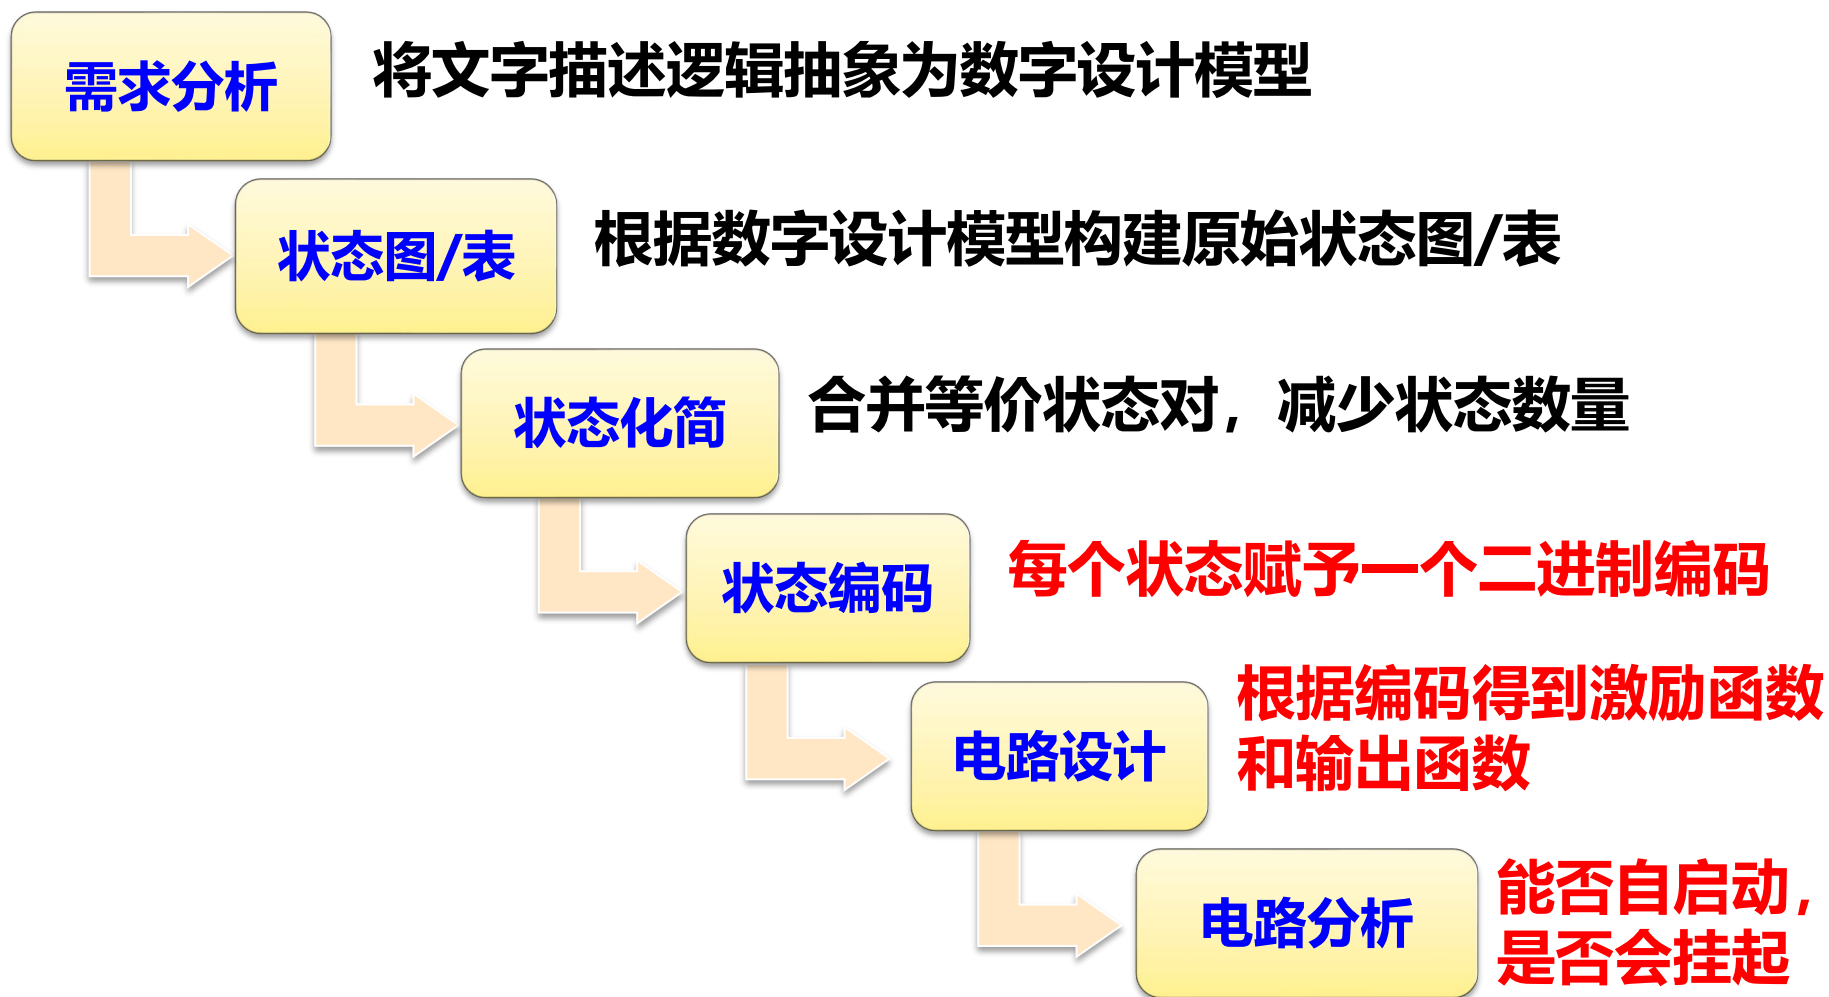 需求分析
将文字描述逻辑抽象为数字设计模型
状态图/表
根据数字设计模型构建原始状态图/表
状态化简
合并等价状态对，减少状态数量
状态编码
每个状态赋予一个二进制编码
电路设计
根据编码得到激励函数
和输出函数
电路分析
能否自启动，
是否会挂起